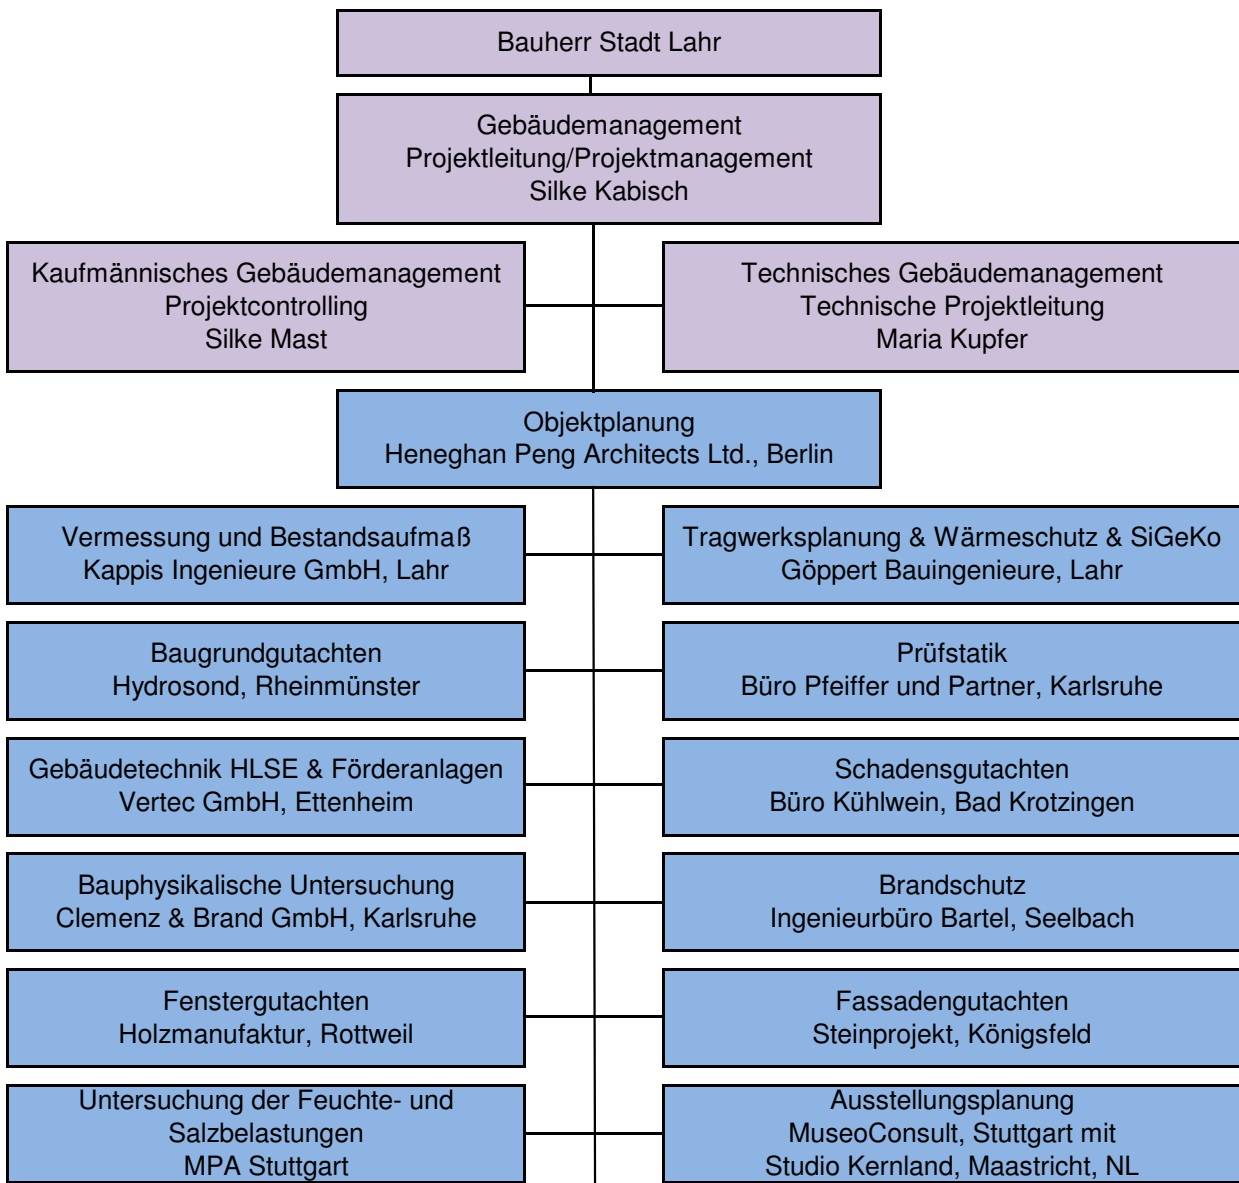 Bauherr Stadt Lahr
Gebäudemanagement
Projektleitung/Projektmanagement
Silke Kabisch
Kaufmännisches Gebäudemanagement
Projektcontrolling
Silke Mast
Technisches Gebäudemanagement
Technische Projektleitung
Maria Kupfer
Objektplanung
Heneghan Peng Architects Ltd., Berlin
Vermessung und Bestandsaufmaß
Kappis Ingenieure GmbH, Lahr
Tragwerksplanung & Wärmeschutz & SiGeKo
Göppert Bauingenieure, Lahr
Baugrundgutachten
Hydrosond, Rheinmünster
Prüfstatik
Büro Pfeiffer und Partner, Karlsruhe
Gebäudetechnik HLSE & Förderanlagen
Vertec GmbH, Ettenheim
Schadensgutachten
Büro Kühlwein, Bad Krotzingen
Bauphysikalische Untersuchung
Clemenz & Brand GmbH, Karlsruhe
Brandschutz
Ingenieurbüro Bartel, Seelbach
Fenstergutachten
Holzmanufaktur, Rottweil
Fassadengutachten
Steinprojekt, Königsfeld
Untersuchung der Feuchte- und
Salzbelastungen
MPA Stuttgart
Ausstellungsplanung
MuseoConsult, Stuttgart mit
Studio Kernland, Maastricht, NL